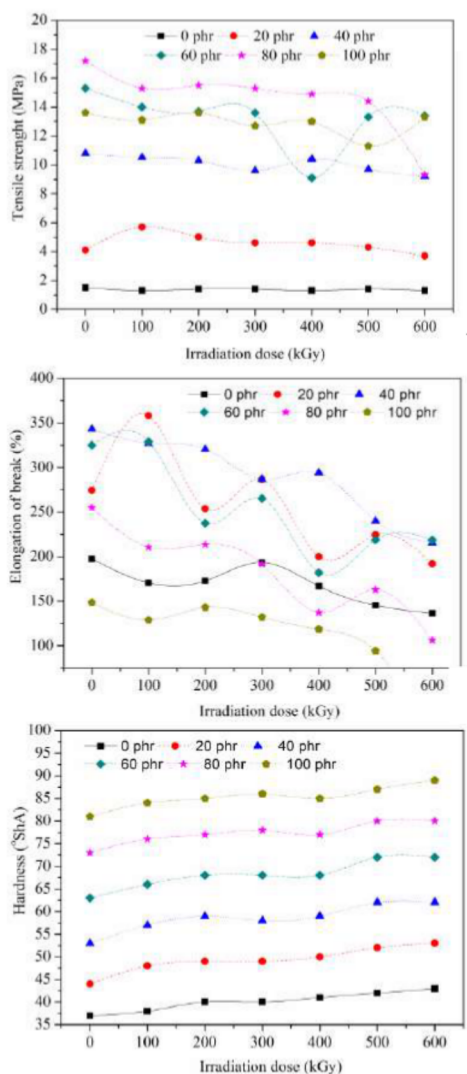 20
18
16
14
12
10
8
6
4
2
0
Tensile strenght (MPa)
0 phr 20 phr 40 phr
60 phr 80 phr 100 phr
0 100 200 300 400 500 600
Irradiation dose (kGy)
400
350
300
250
200
150
100
Elongation of break (%)
0 phr 20 phr 40 phr
60 phr 80 phr 100 phr
0 100 200 300 400 500 600
Irradiation dose (kGy)
100
95
90
85
80
75
70
65
60
55
50
45
40
35
Hardness (°ShA)
0 phr 20 phr 40 phr
60 phr 80 phr 100 phr
0 100 200 300 400 500 600
Irradiation dose (kGy)